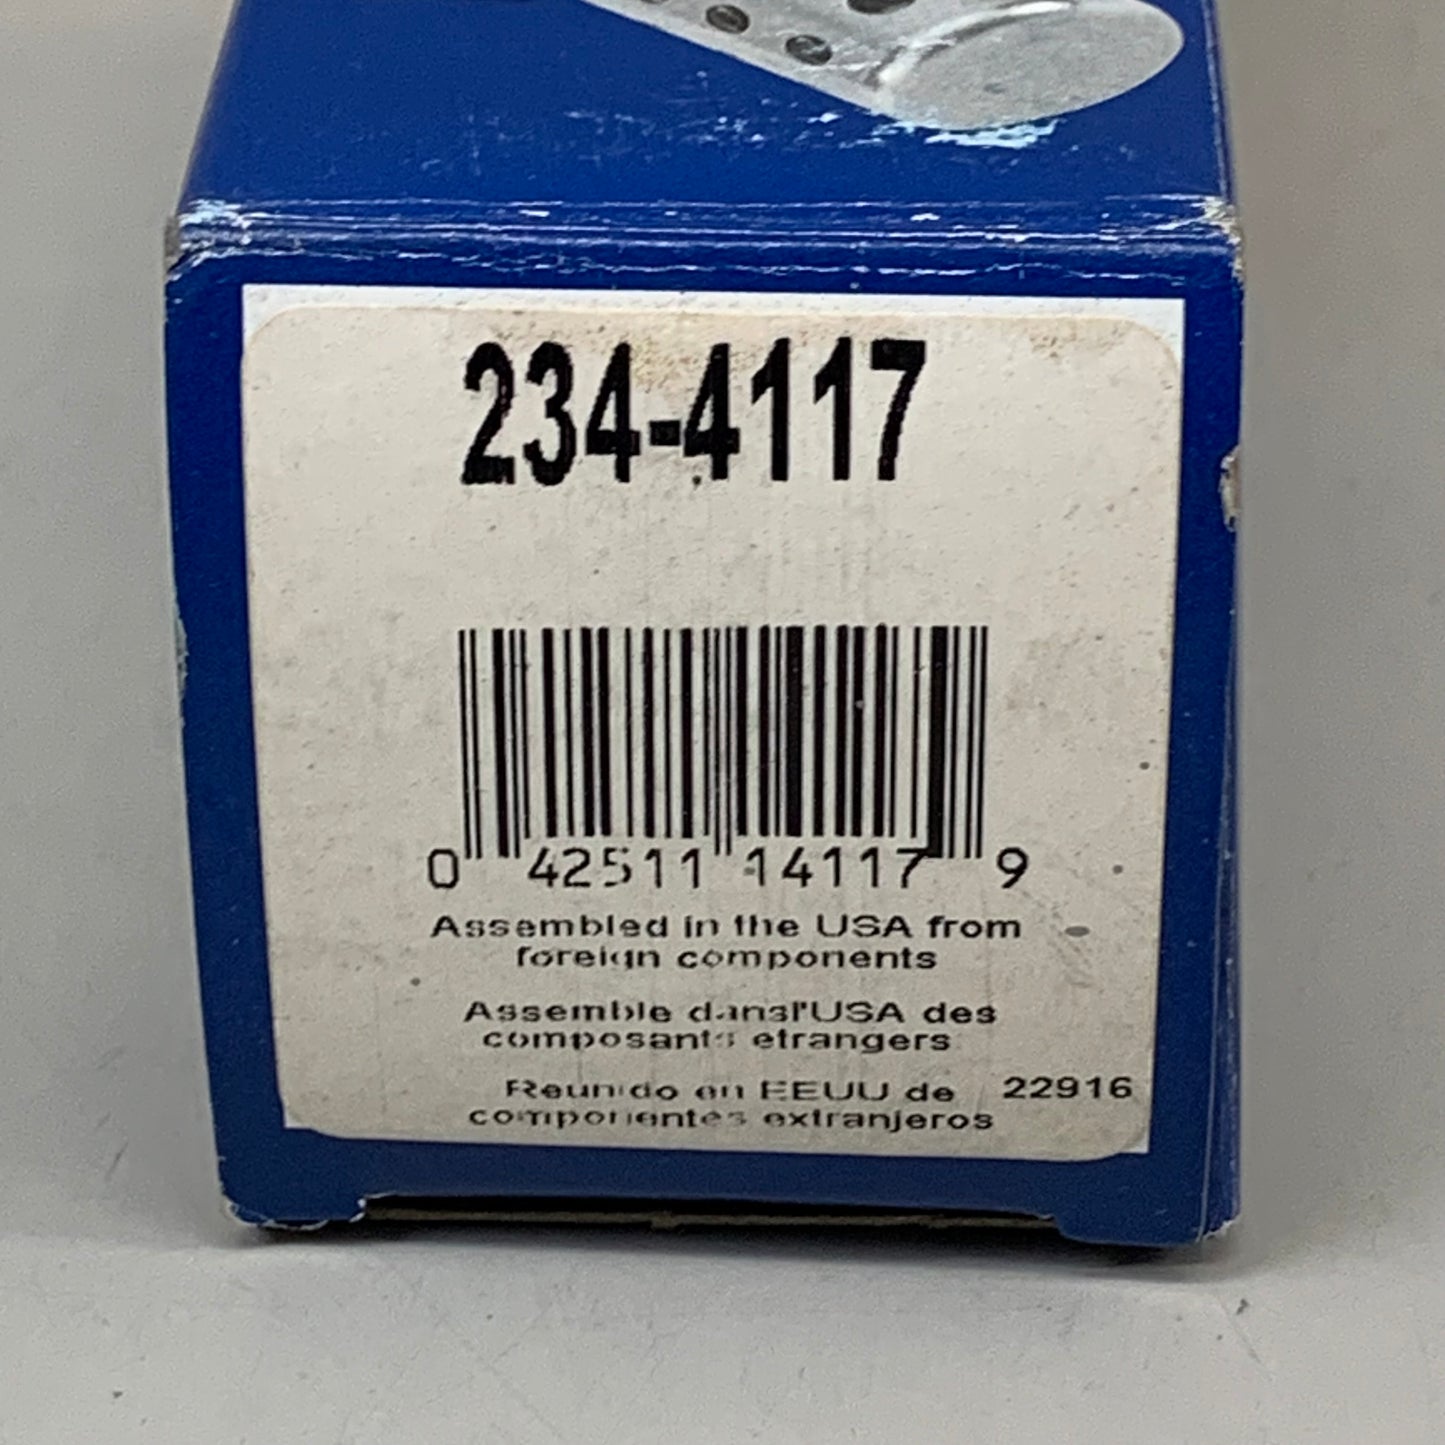 234-4117
0 42511 14117 9
Assembled in the USA from
foreign components
Assemble dansl'USA des
composants etrangers
Reunido en EEUU de 22916
componentes extranjeros